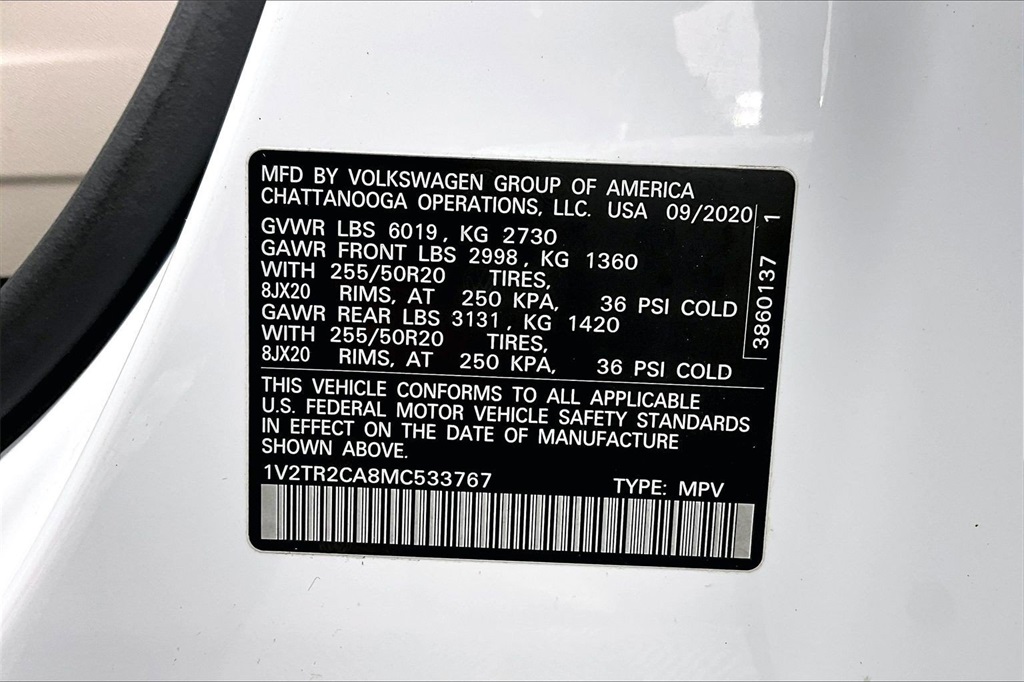 MFD BY VOLKSWAGEN GROUP OF AMERICA
CHATTANOOGA OPERATIONS, LLC. USA 09/2020
GVWR LBS 6019, KG 2730
GAWR FRONT LBS 2998, KG 1360
WITH 255/50R20 TIRES,
8JX20 RIMS, AT 250 KPA, 36 PSI COLD
GAWR REAR LBS 3131, KG 1420
WITH 255/50R20 TIRES,
8JX20 RIMS, AT 250 KPA, 36 PSI COLD
THIS VEHICLE CONFORMS TO ALL APPLICABLE
U.S. FEDERAL MOTOR VEHICLE SAFETY STANDARDS
IN EFFECT ON THE DATE OF MANUFACTURE
SHOWN ABOVE.
1V2TR2CA8MC533767 TYPE: MPV
3860137 1